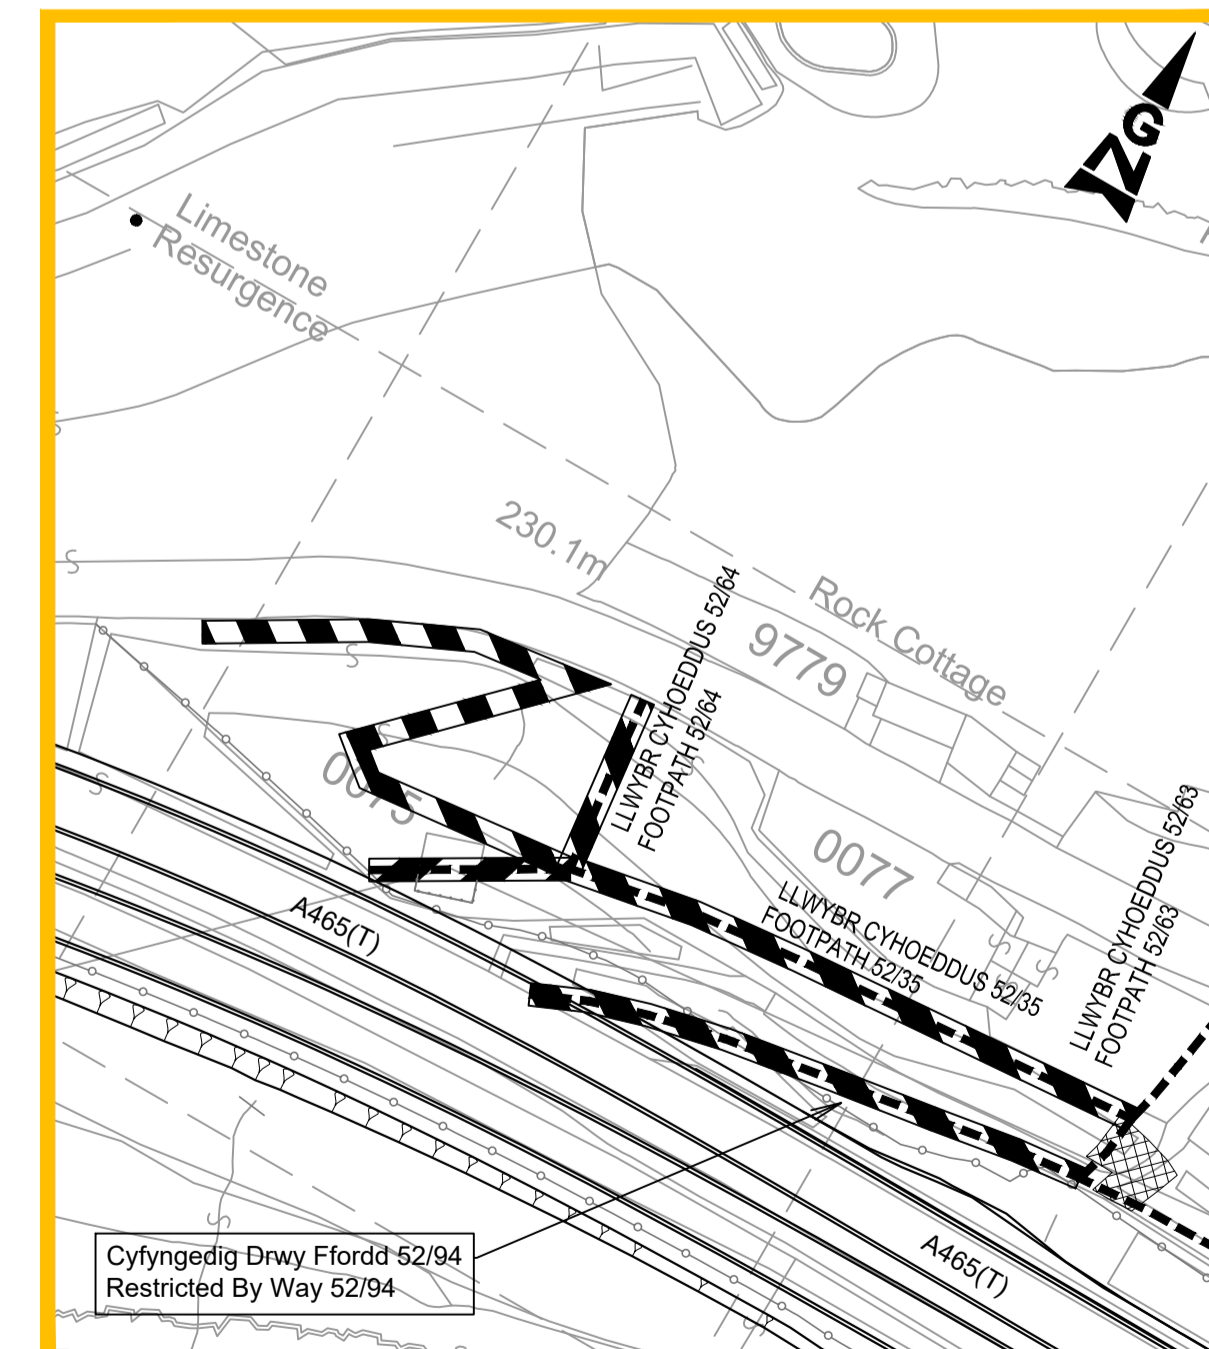 NG
Limestone
Resurgence
230.1m
Rock Cottage
9779
LLWYBR CYHOEDDUS 52/64
FOOTPATH 52/64
0075
0077
LLWYBR CYHOEDDUS 52/35
FOOTPATH 52/35
LLWYBR CYHOEDDUS 52/63
FOOTPATH 52/63
A465(T)
A465(T)
Cyfyngedig Drwy Ffordd 52/94
Restricted By Way 52/94